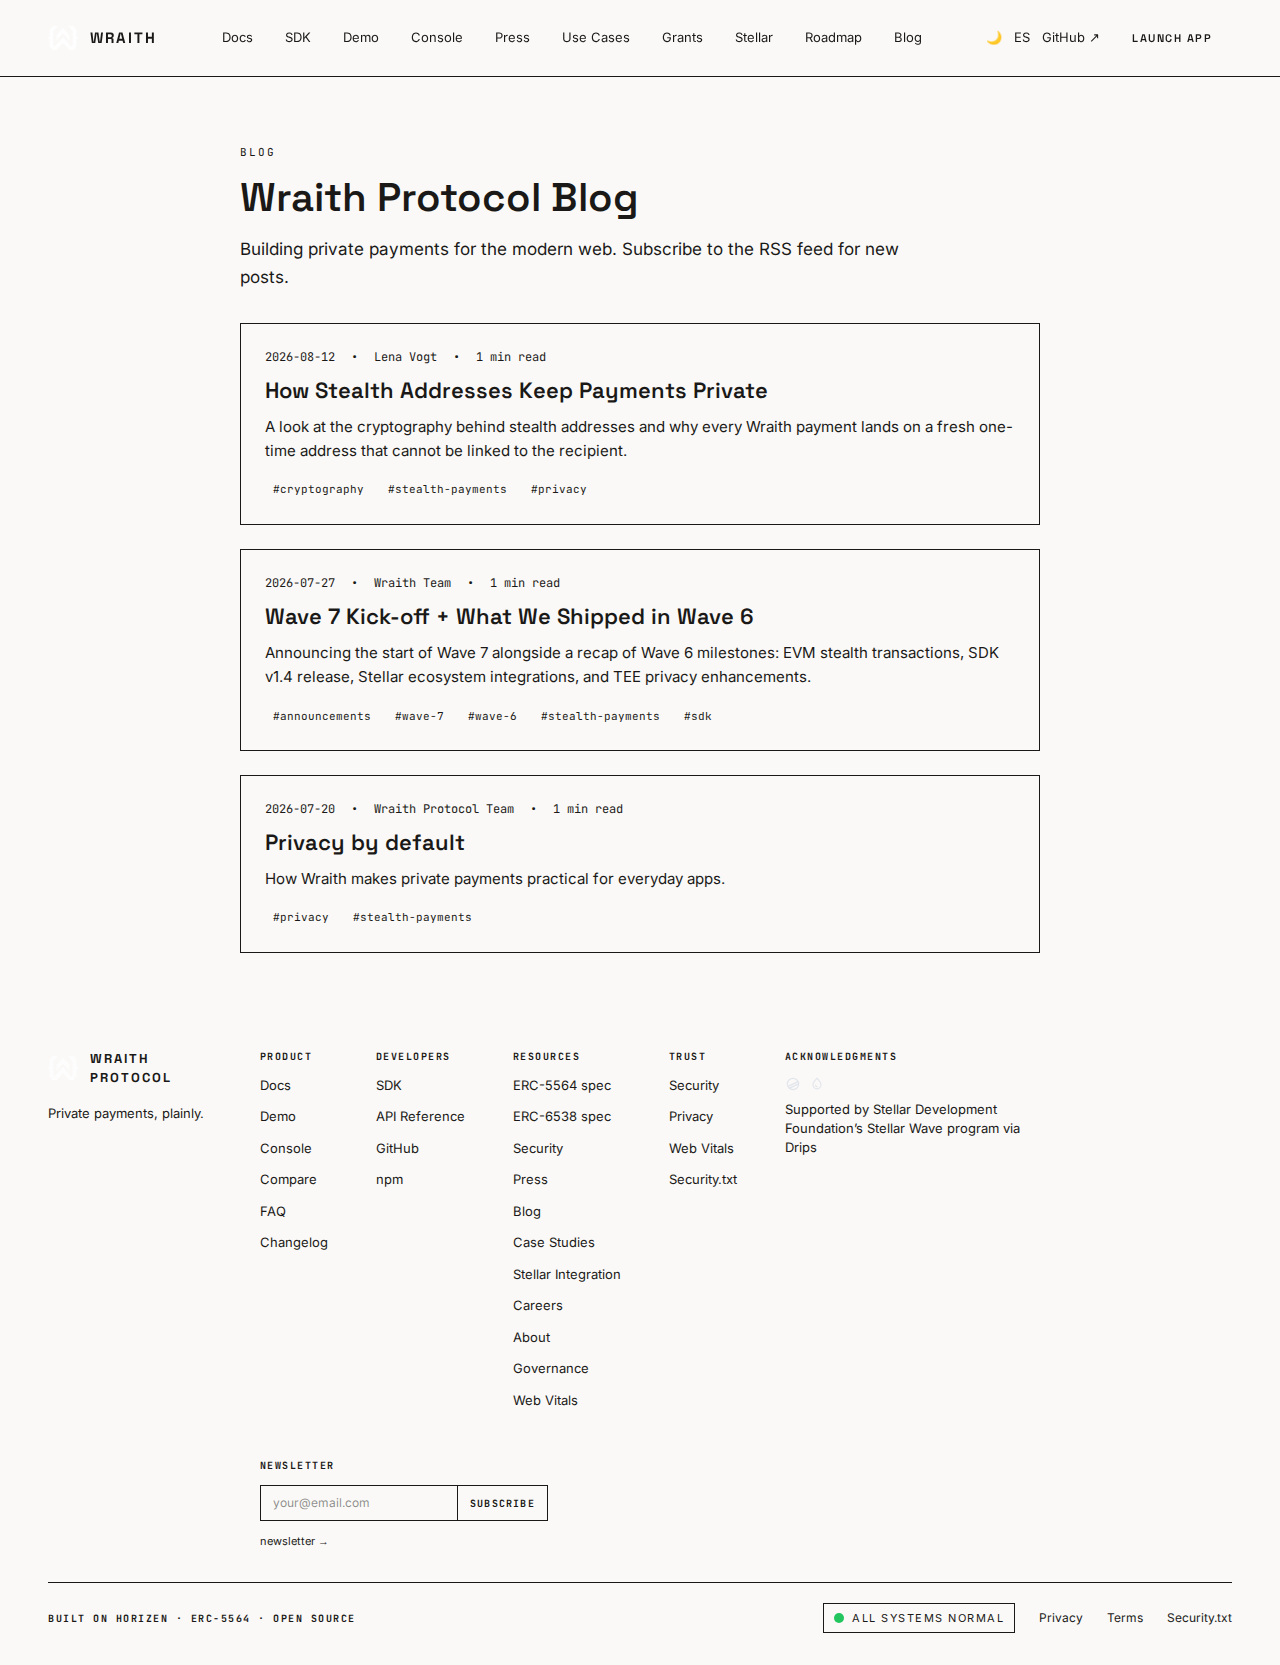 WRAITH Docs SDK Demo Console Press Use Cases Grants Stellar Roadmap Blog 🌙 ES GitHub ↗ LAUNCH APP
BLOG
Wraith Protocol Blog
Building private payments for the modern web. Subscribe to the RSS feed for new
posts.
2026-08-12 • Lena Vogt • 1 min read
How Stealth Addresses Keep Payments Private
A look at the cryptography behind stealth addresses and why every Wraith payment lands on a fresh one-
time address that cannot be linked to the recipient.
#cryptography #stealth-payments #privacy
2026-07-27 • Wraith Team • 1 min read
Wave 7 Kick-off + What We Shipped in Wave 6
Announcing the start of Wave 7 alongside a recap of Wave 6 milestones: EVM stealth transactions, SDK
v1.4 release, Stellar ecosystem integrations, and TEE privacy enhancements.
#announcements #wave-7 #wave-6 #stealth-payments #sdk
2026-07-20 • Wraith Protocol Team • 1 min read
Privacy by default
How Wraith makes private payments practical for everyday apps.
#privacy #stealth-payments
WRAITH
PROTOCOL
Private payments, plainly.
PRODUCT
Docs
Demo
Console
Compare
FAQ
Changelog
DEVELOPERS
SDK
API Reference
GitHub
npm
RESOURCES
ERC-5564 spec
ERC-6538 spec
Security
Press
Blog
Case Studies
Stellar Integration
Careers
About
Governance
Web Vitals
TRUST
Security
Privacy
Web Vitals
Security.txt
ACKNOWLEDGMENTS
Supported by Stellar Development
Foundation’s Stellar Wave program via
Drips
NEWSLETTER
your@email.com SUBSCRIBE
newsletter →
BUILT ON HORIZEN · ERC-5564 · OPEN SOURCE ALL SYSTEMS NORMAL Privacy Terms Security.txt